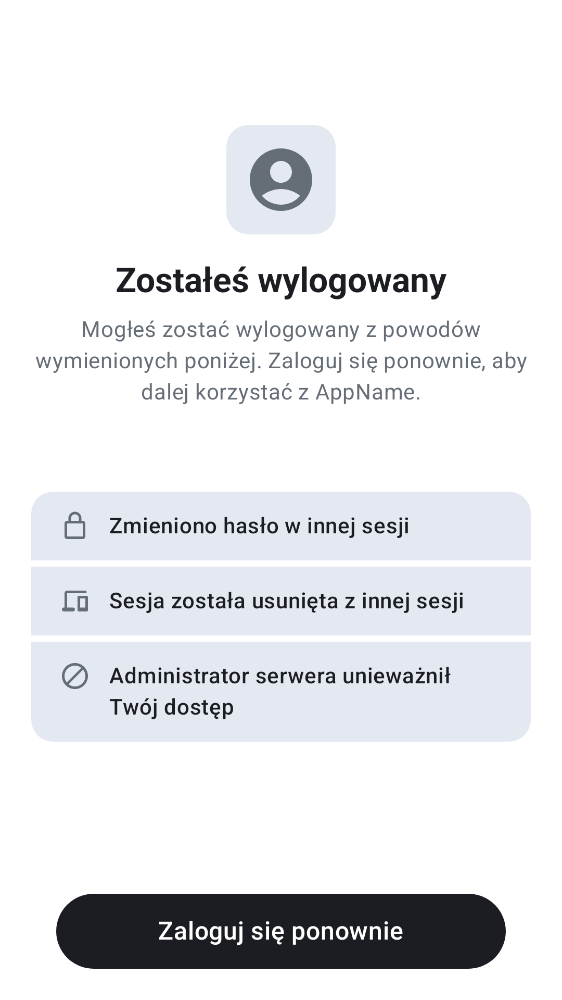 Zostałeś wylogowany
Mogłeś zostać wylogowany z powodów
wymienionych poniżej. Zaloguj się ponownie, aby
dalej korzystać z AppName.
Zmieniono hasło w innej sesji
Sesja została usunięta z innej sesji
Administrator serwera unieważnił
Twój dostęp
Zaloguj się ponownie